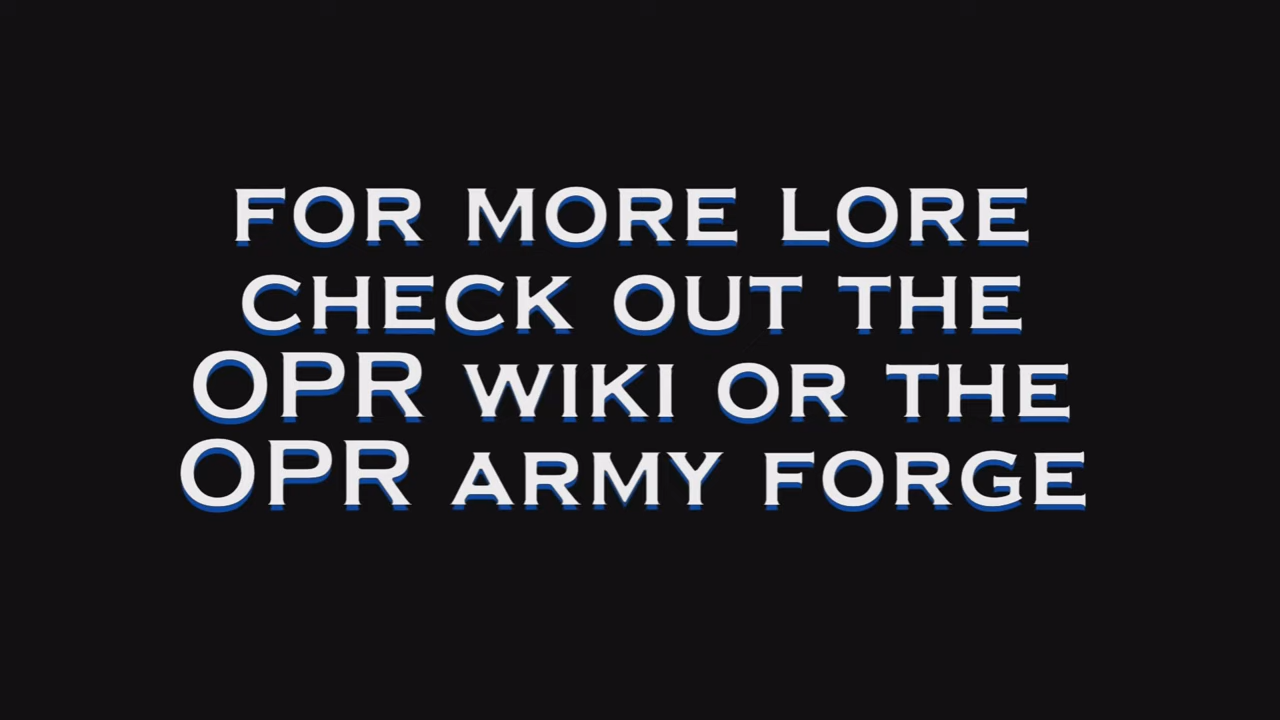 FOR MORE LORE
CHECK OUT THE
OPR WIKI OR THE
OPR ARMY FORGE